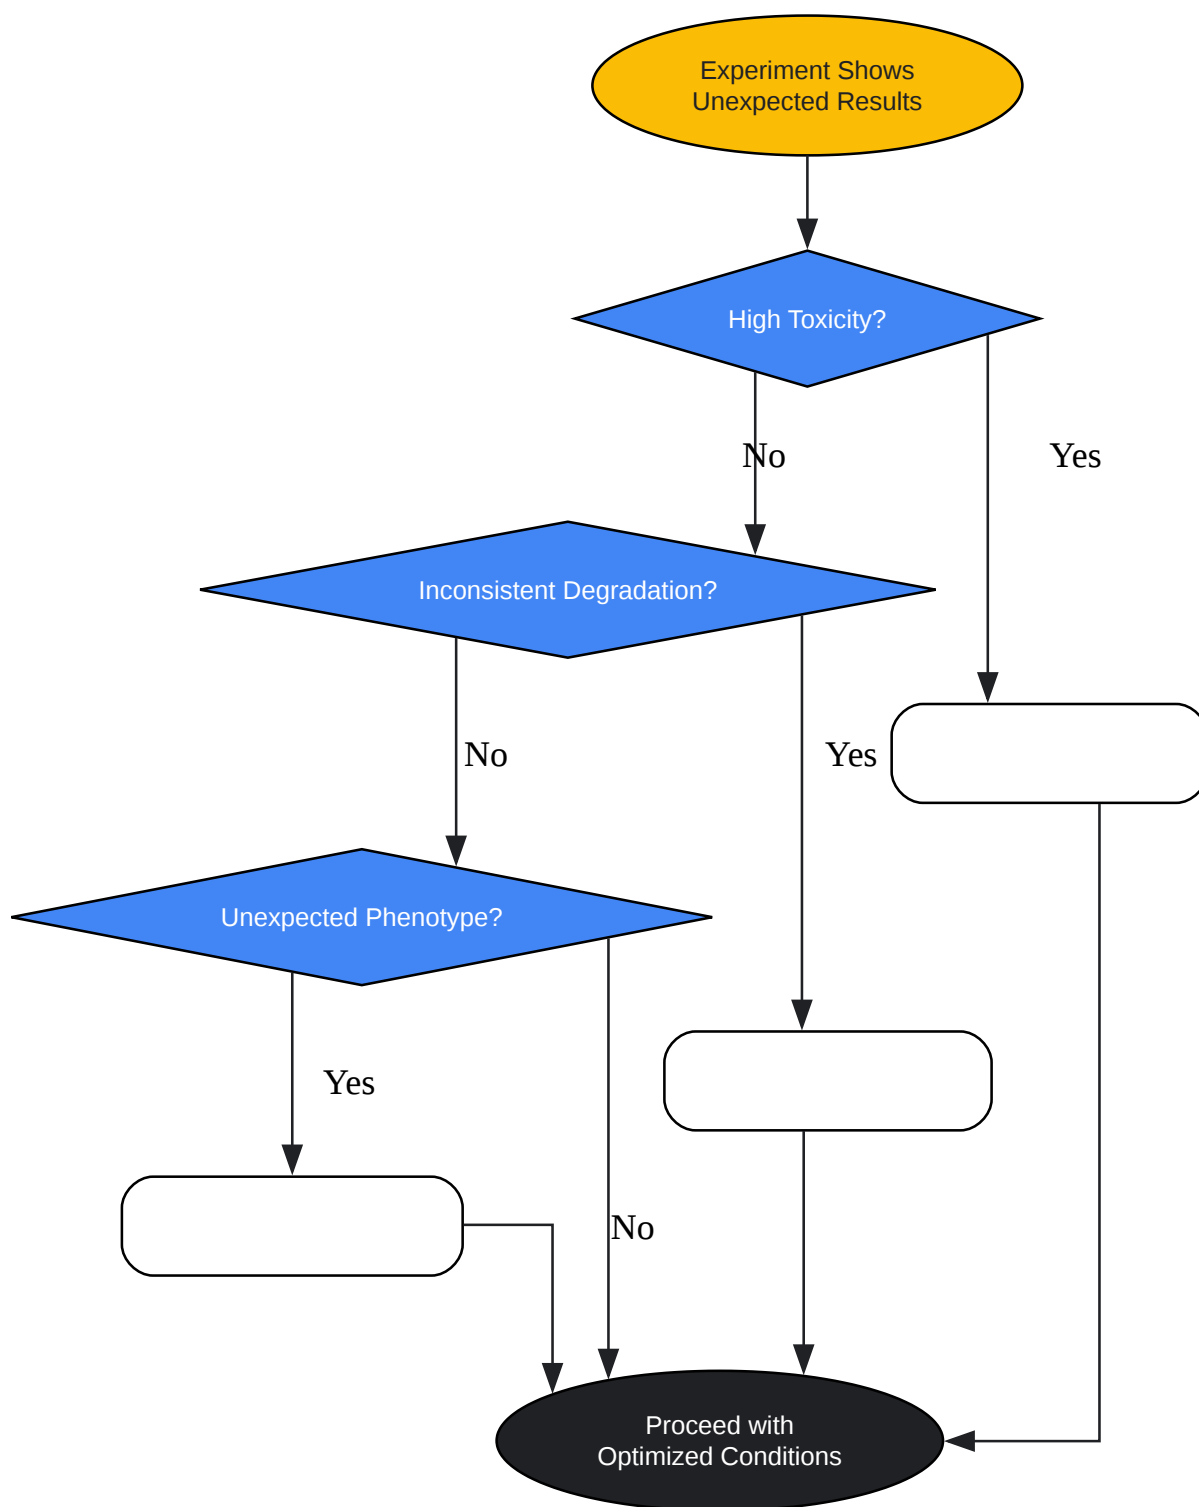 Experiment Shows
Unexpected Results
High Toxicity?
No
Yes
Inconsistent Degradation?
No
Yes
Unexpected Phenotype?
Yes
No
Proceed with
Optimized Conditions